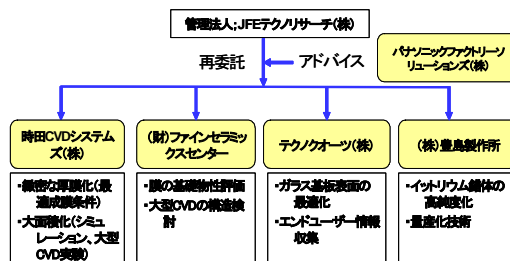 管理法人;JFEテクノリサーチ(株)
再委託
アドバイス
パナソニックファクトリーソ
リューションズ(株)
時田CVDシステム
ズ(株)
(財)ファインセラミック
スセンター
テクノクオーツ(株)
(株)豊島製作所
・緻密な厚膜化(最
適成膜条件)
・大面積化(シミュ
レーション、大型
CVD実験)
・膜の基礎物性評価
・大型CVDの構造検
討
・ガラス基板表面の
最適化
・エンドユーザー情報
収集
・イットリウム錯体の
高純度化
・量産化技術